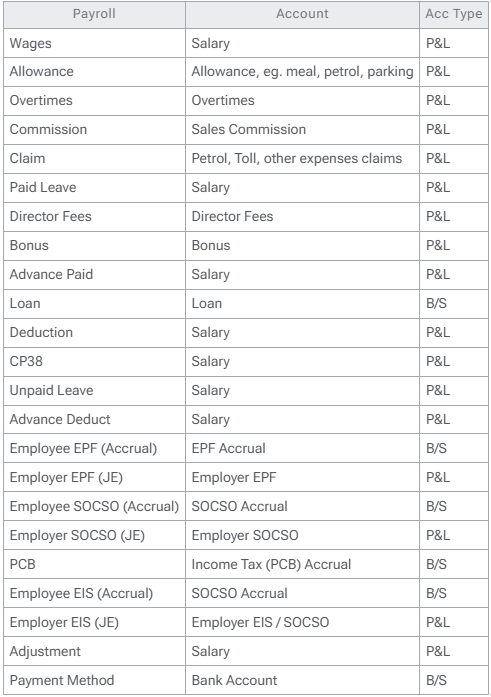 Payroll Account Acc Type
Wages Salary P&L
Allowance Allowance, eg. meal, petrol, parking P&L
Overtimes Overtimes P&L
Commission Sales Commission P&L
Claim Petrol, Toll, other expenses claims P&L
Paid Leave Salary P&L
Director Fees Director Fees P&L
Bonus Bonus P&L
Advance Paid Salary P&L
Loan Loan B/S
Deduction Salary P&L
CP38 Salary P&L
Unpaid Leave Salary P&L
Advance Deduct Salary P&L
Employee EPF (Accrual) EPF Accrual B/S
Employer EPF (JE) Employer EPF P&L
Employee SOCSO (Accrual) SOCSO Accrual B/S
Employer SOCSO (JE) Employer SOCSO P&L
PCB Income Tax (PCB) Accrual B/S
Employee EIS (Accrual) SOCSO Accrual B/S
Employer EIS (JE) Employer EIS / SOCSO P&L
Adjustment Salary P&L
Payment Method Bank Account B/S